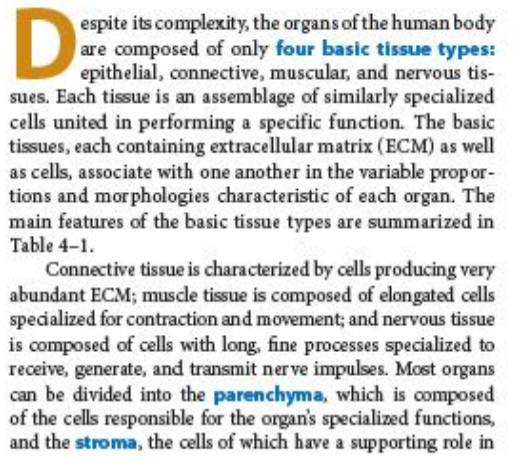 Despite its complexity, the organs of the human body
are composed of only four basic tissue types:
epithelial, connective, muscular, and nervous tis-
sues. Each tissue is an assemblage of similarly specialized
cells united in performing a specific function. The basic
tissues, each containing extracellular matrix (ECM) as well
as cells, associate with one another in the variable propor-
tions and morphologies characteristic of each organ. The
main features of the basic tissue types are summarized in
Table 4–1.
Connective tissue is characterized by cells producing very
abundant ECM; muscle tissue is composed of elongated cells
specialized for contraction and movement; and nervous tissue
is composed of cells with long, fine processes specialized to
receive, generate, and transmit nerve impulses. Most organs
can be divided into the parenchyma, which is composed
of the cells responsible for the organ's specialized functions,
and the stroma, the cells of which have a supporting role in